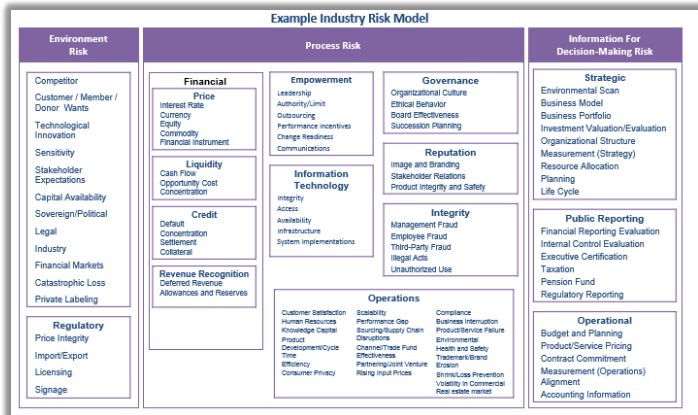 Example Industry Risk Model
Environment
Risk
Competitor
Customer / Member /
Donor Wants
Technological
Innovation
Sensitivity
Stakeholder
Expectations
Capital Availability
Sovereign/Political
Legal
Industry
Financial Markets
Catastrophic Loss
Private Labeling
Regulatory
Price Integrity
Import/Export
Licensing
Signage
Process Risk
Financial
Price
Interest Rate
Currency
Equity
Commodity
Financial Instrument
Liquidity
Cash Flow
Opportunity Cost
Concentration
Credit
Default
Concentration
Settlement
Collateral
Revenue Recognition
Deferred Revenue
Allowances and Reserves
Empowerment
Leadership
Authority/Limit
Outsourcing
Performance Incentives
Change Readiness
Communications
Information
Technology
Integrity
Access
Availability
Infrastructure
System Implementations
Governance
Organizational Culture
Ethical Behavior
Board Effectiveness
Succession Planning
Reputation
Image and Branding
Stakeholder Relations
Product Integrity and Safety
Integrity
Management Fraud
Employee Fraud
Third-Party Fraud
Illegal Acts
Unauthorized Use
Operations
Customer Satisfaction
Human Resources
Knowledge Capital
Product
Development/Cycle
Time
Efficiency
Consumer Privacy
Scalability
Performance Gap
Sourcing/Supply Chain
Disruptions
Channel/Trade Fund
Effectiveness
Partnering/Joint Venture
Rising Input Prices
Compliance
Business Interruption
Product/Service Failure
Environmental
Health and Safety
Trademark/Brand
Erosion
Shrink/Loss Prevention
Volatility in Commercial
Real estate market
Information For
Decision-Making Risk
Strategic
Environmental Scan
Business Model
Business Portfolio
Investment Valuation/Evaluation
Organizational Structure
Measurement (Strategy)
Resource Allocation
Planning
Life Cycle
Public Reporting
Financial Reporting Evaluation
Internal Control Evaluation
Executive Certification
Taxation
Pension Fund
Regulatory Reporting
Operational
Budget and Planning
Product/Service Pricing
Contract Commitment
Measurement (Operations)
Alignment
Accounting Information